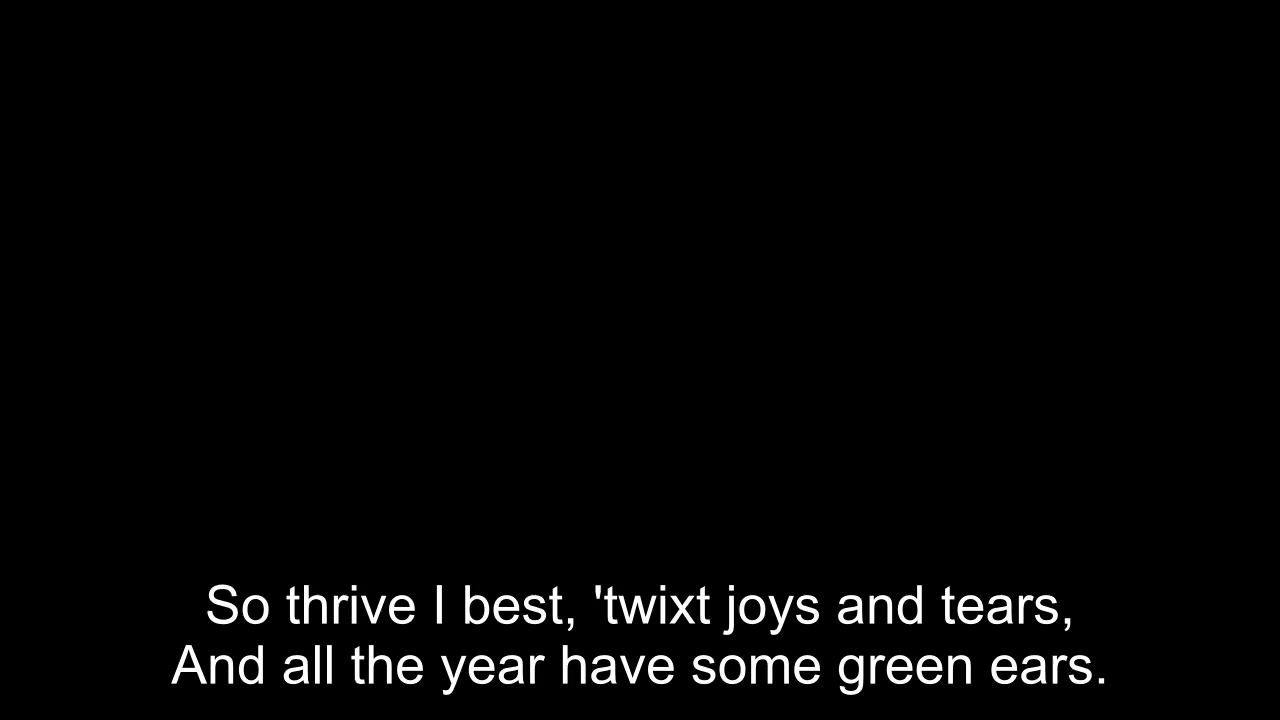 So thrive I best, 'twixt joys and tears,
And all the year have some green ears.